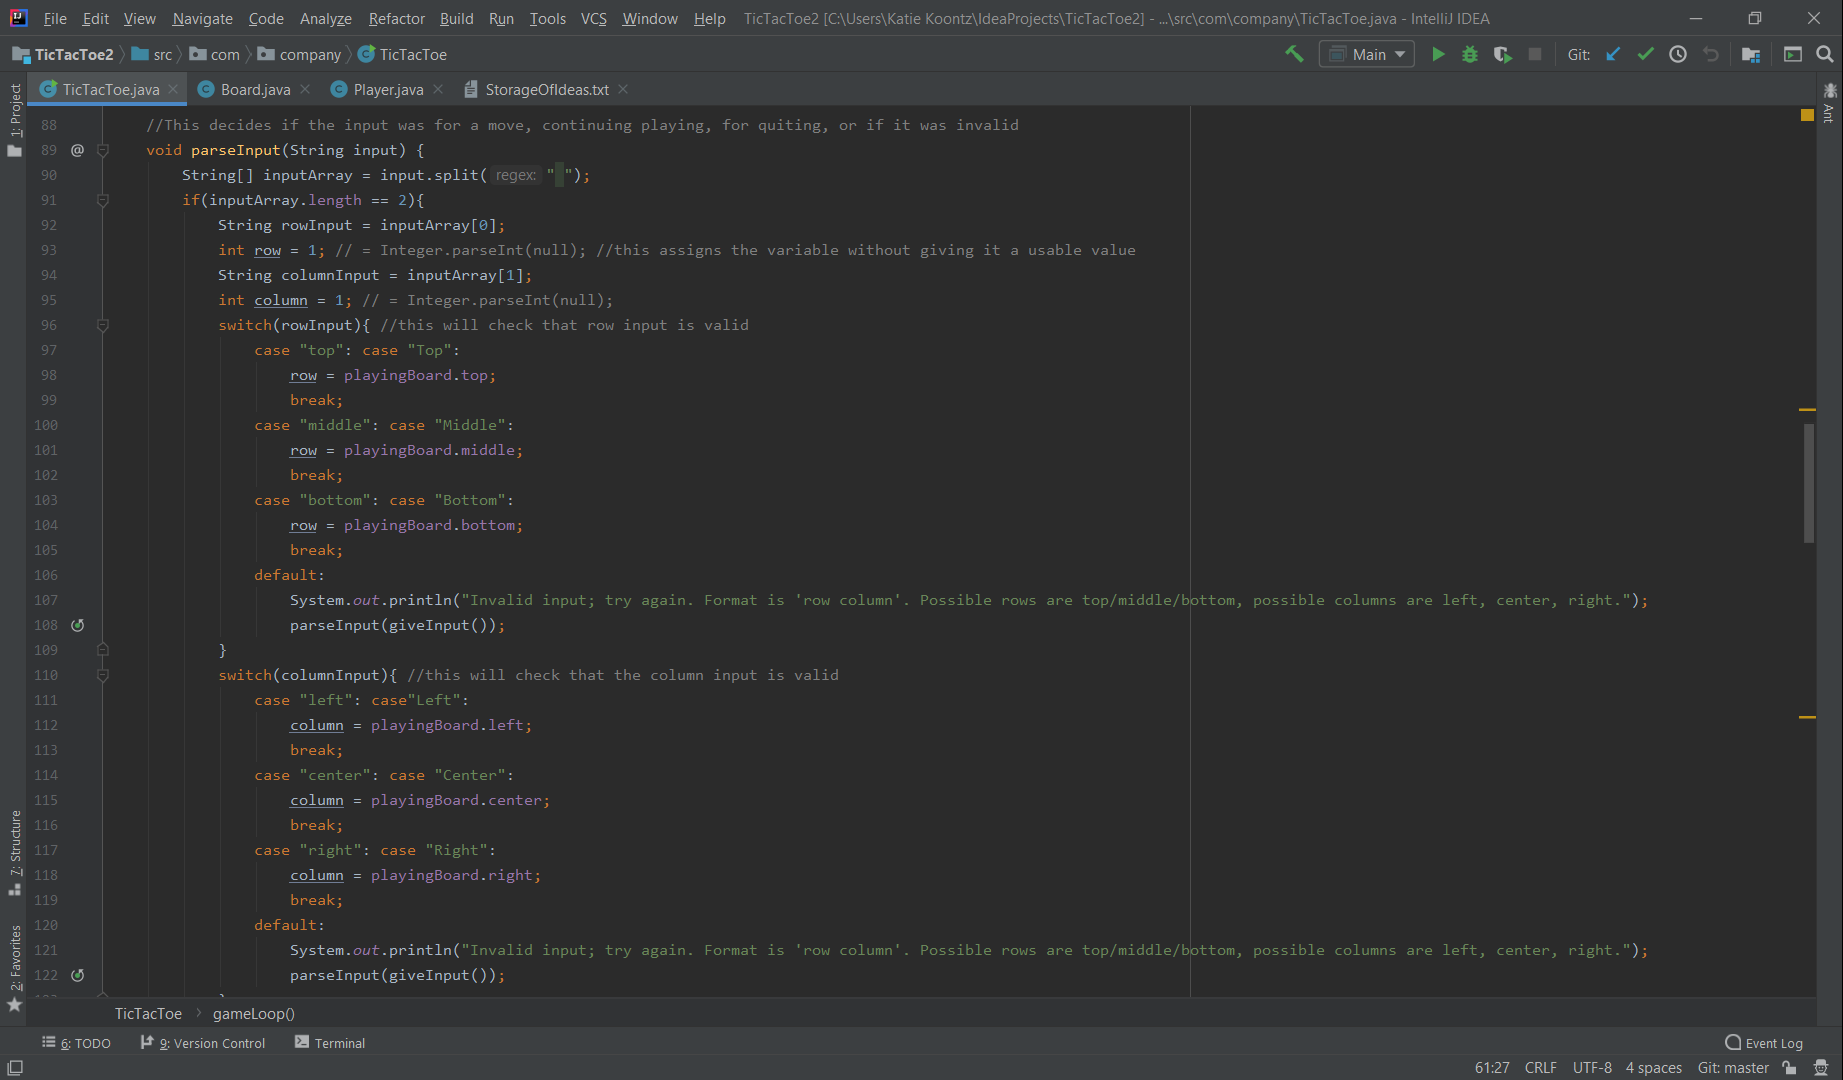 File Edit View Navigate Code Analyze Refactor Build Run Tools VCS Window Help TicTacToe2 [C:\Users\Katie Koontz\IdeaProjects\TicTacToe2] - ...\src\com\company\TicTacToe.java - IntelliJ IDEA
TicTacToe2 src com company TicTacToe Main Git:
TicTacToe.java Board.java Player.java StorageOfIdeas.txt
1: Project
Ant
88 //This decides if the input was for a move, continuing playing, for quiting, or if it was invalid
89 @ void parseInput(String input) {
90 String[] inputArray = input.split( regex: " ");
91 if(inputArray.length == 2){
92 String rowInput = inputArray[0];
93 int row = 1; // = Integer.parseInt(null); //this assigns the variable without giving it a usable value
94 String columnInput = inputArray[1];
95 int column = 1; // = Integer.parseInt(null);
96 switch(rowInput){ //this will check that row input is valid
97 case "top": case "Top":
98 row = playingBoard.top;
99 break;
100 case "middle": case "Middle":
101 row = playingBoard.middle;
102 break;
103 case "bottom": case "Bottom":
104 row = playingBoard.bottom;
105 break;
106 default:
107 System.out.println("Invalid input; try again. Format is 'row column'. Possible rows are top/middle/bottom, possible columns are left, center, right.");
108 parseInput(giveInput());
109 }
110 switch(columnInput){ //this will check that the column input is valid
111 case "left": case"Left":
112 column = playingBoard.left;
113 break;
114 case "center": case "Center":
115 column = playingBoard.center;
116 break;
117 case "right": case "Right":
118 column = playingBoard.right;
119 break;
120 default:
121 System.out.println("Invalid input; try again. Format is 'row column'. Possible rows are top/middle/bottom, possible columns are left, center, right.");
122 parseInput(giveInput());
7: Structure
2: Favorites
TicTacToe gameLoop()
6: TODO 9: Version Control Terminal Event Log
61:27 CRLF UTF-8 4 spaces Git: master